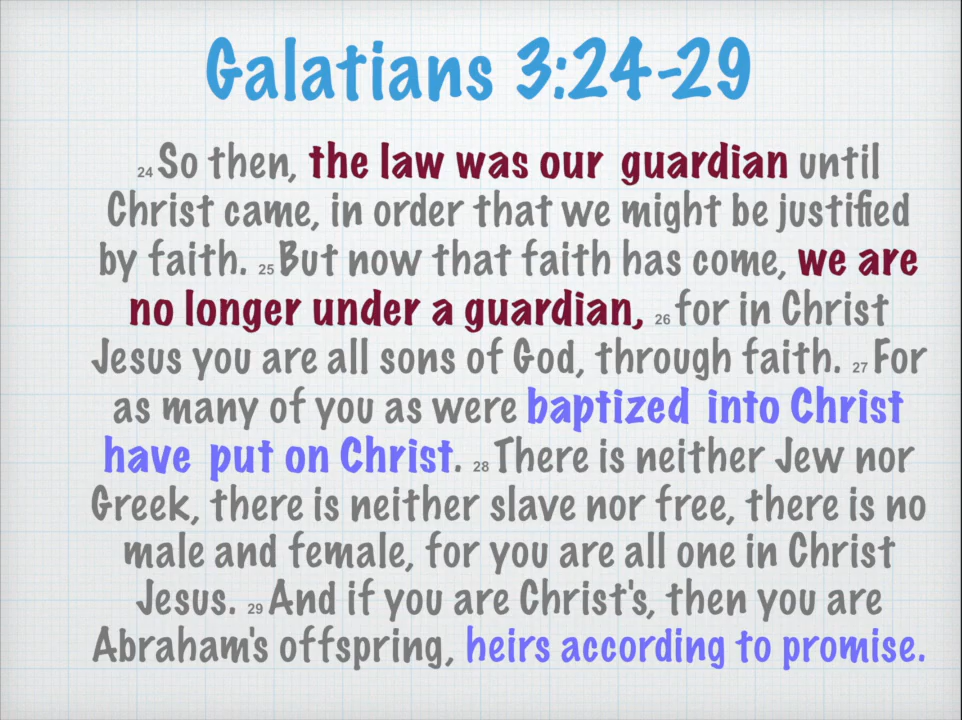 Galatians 3:24-29
24 So then, the law was our guardian until
Christ came, in order that we might be justified
by faith. 25 But now that faith has come, we are
no longer under a guardian, 26 for in Christ
Jesus you are all sons of God, through faith. 27 For
as many of you as were baptized into Christ
have put on Christ. 28 There is neither Jew nor
Greek, there is neither slave nor free, there is no
male and female, for you are all one in Christ
Jesus. 29 And if you are Christ's, then you are
Abraham's offspring, heirs according to promise.